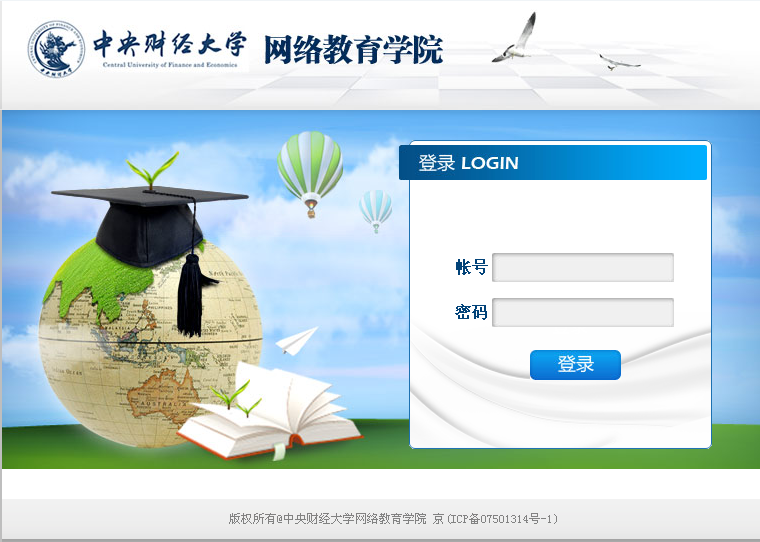 中央财经大学 网络教育学院
Central University of Finance and Economics
登录 LOGIN
帐号
密码
登录
AUSTRALIA
版权所有@中央财经大学网络教育学院 京(ICP备07501314号-1)